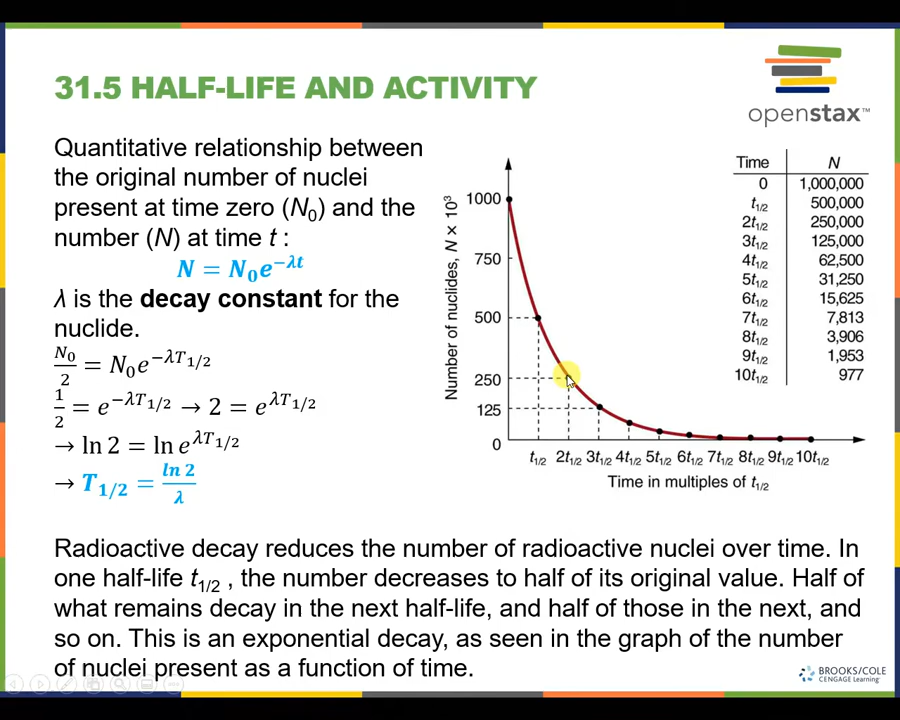 31.5 HALF-LIFE AND ACTIVITY
openstax™
Quantitative relationship between
the original number of nuclei
present at time zero (N₀) and the
number (N) at time t :
N = N₀e^−λt
λ is the decay constant for the
nuclide.
N₀/2 = N₀e^−λT₁/₂
1/2 = e^−λT₁/₂ → 2 = e^λT₁/₂
→ ln 2 = ln e^λT₁/₂
→ T₁/₂ = ln 2/λ
Number of nuclides, N × 10³
1000
750
500
250
125
0
t₁/₂ 2t₁/₂ 3t₁/₂ 4t₁/₂ 5t₁/₂ 6t₁/₂ 7t₁/₂ 8t₁/₂ 9t₁/₂ 10t₁/₂
Time in multiples of t₁/₂
Time N
0 1,000,000
t₁/₂ 500,000
2t₁/₂ 250,000
3t₁/₂ 125,000
4t₁/₂ 62,500
5t₁/₂ 31,250
6t₁/₂ 15,625
7t₁/₂ 7,813
8t₁/₂ 3,906
9t₁/₂ 1,953
10t₁/₂ 977
Radioactive decay reduces the number of radioactive nuclei over time. In
one half-life t₁/₂ , the number decreases to half of its original value. Half of
what remains decay in the next half-life, and half of those in the next, and
so on. This is an exponential decay, as seen in the graph of the number
of nuclei present as a function of time.
BROOKS/COLE
CENGAGE Learning™